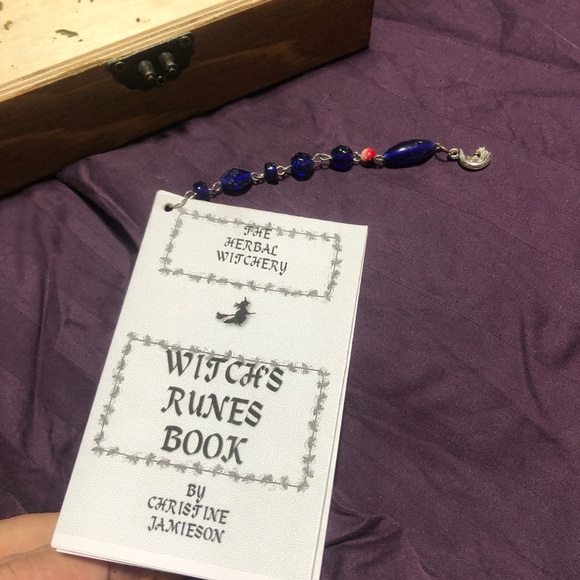 THE
HERBAL
WITCHERY
WITCH'S
RUNES
BOOK
BY
CHRISTINE
JAMIESON